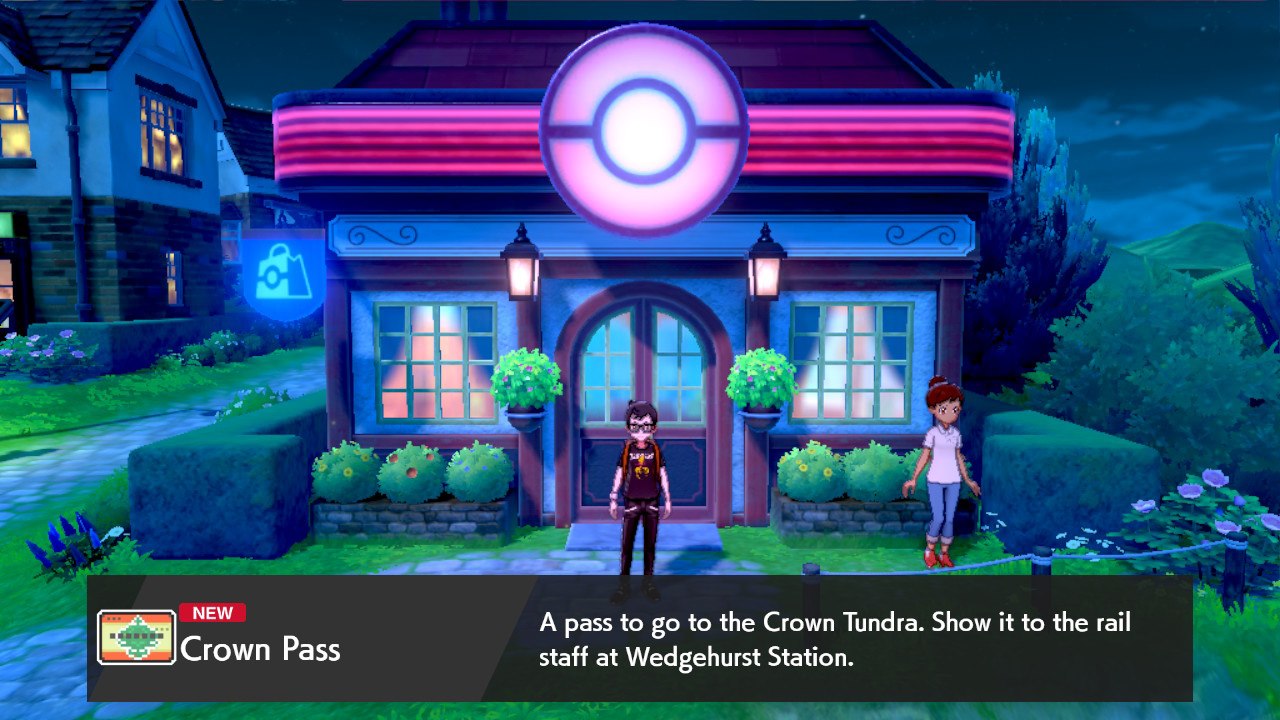 NEW
Crown Pass
A pass to go to the Crown Tundra. Show it to the rail
staff at Wedgehurst Station.